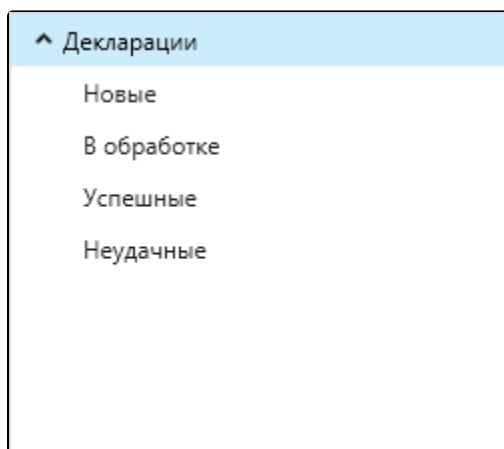 Декларации
Новые
В обработке
Успешные
Неудачные